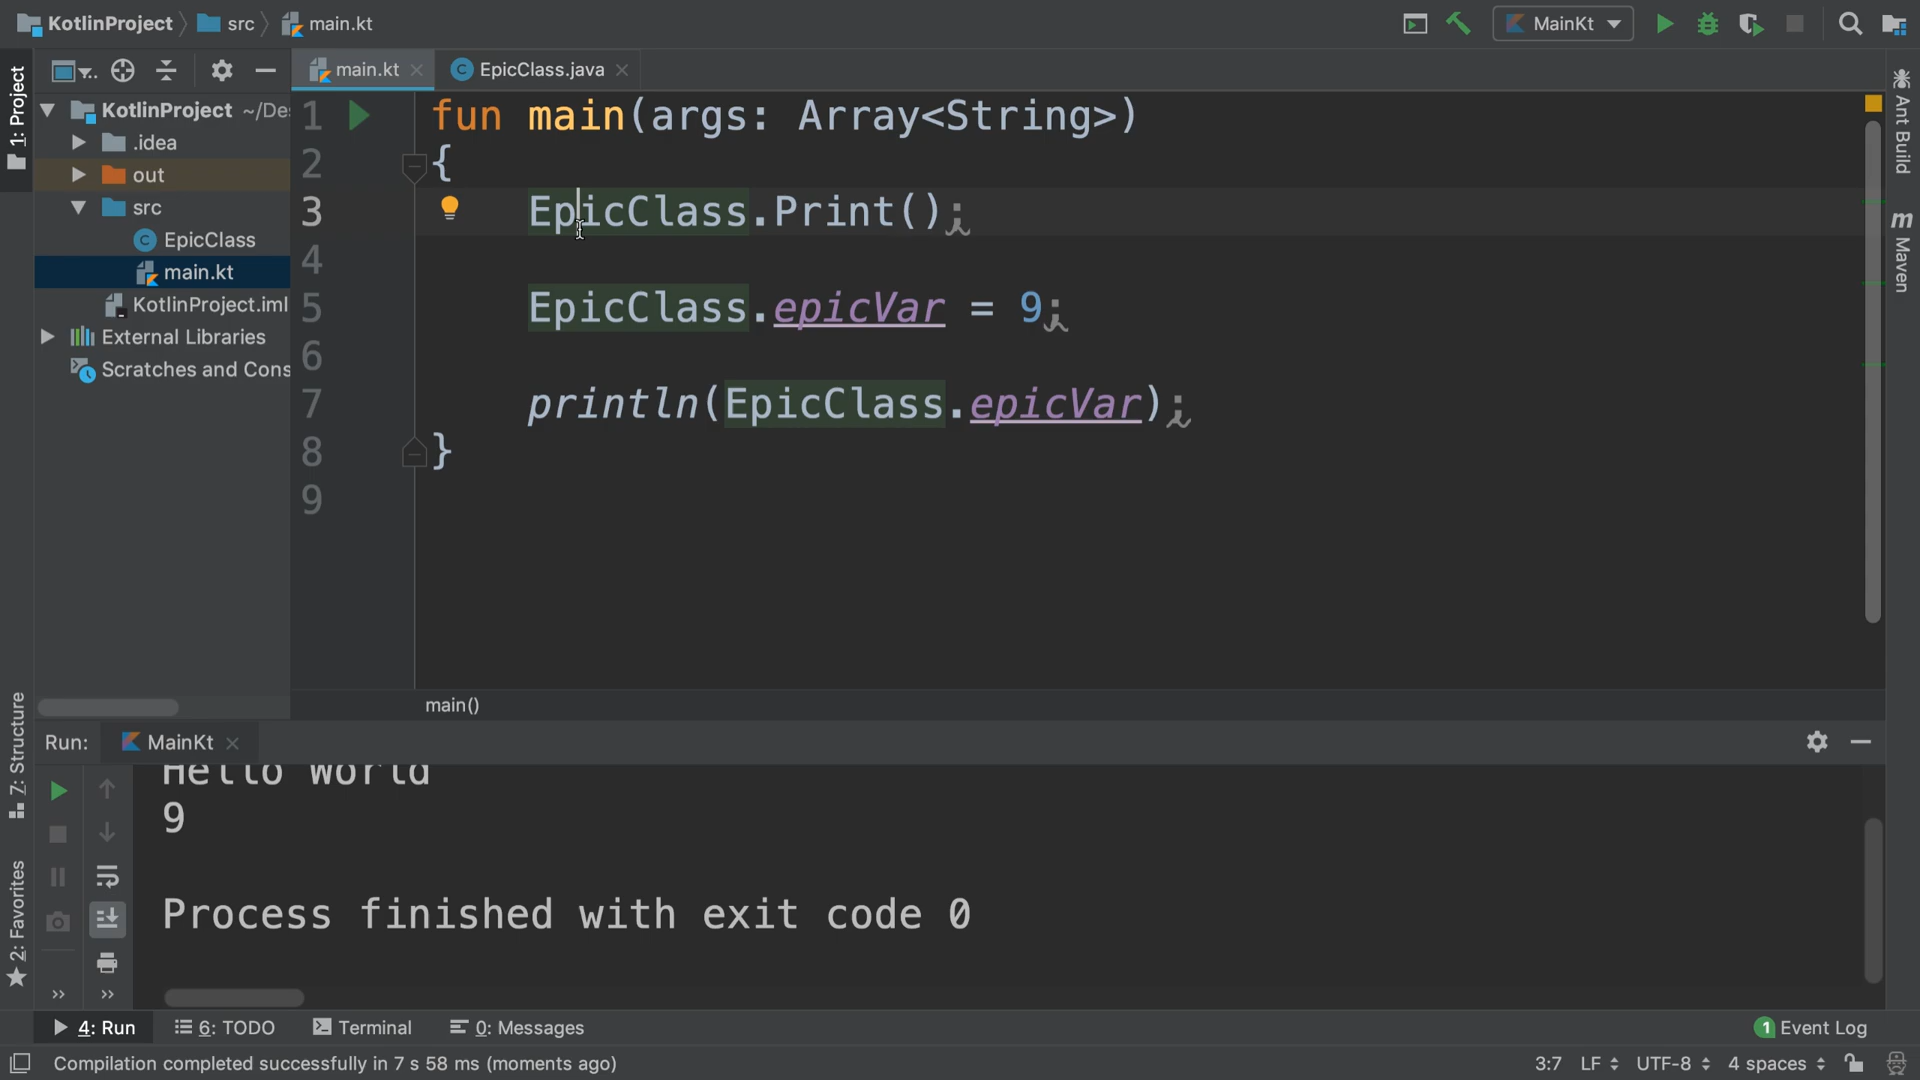 KotlinProject src main.kt MainKt
1: Project
main.kt EpicClass.java
KotlinProject ~/De
.idea
out
src
EpicClass
main.kt
KotlinProject.iml
External Libraries
Scratches and Cons
1 fun main(args: Array<String>)
2 {
3 EpicClass.Print();
4
5 EpicClass.epicVar = 9;
6
7 println(EpicClass.epicVar);
8 }
9
main()
Ant Build
m Maven
7: Structure
2: Favorites
Run: MainKt
Hello World
9
Process finished with exit code 0
4: Run 6: TODO Terminal 0: Messages 1 Event Log
Compilation completed successfully in 7 s 58 ms (moments ago) 3:7 LF UTF-8 4 spaces